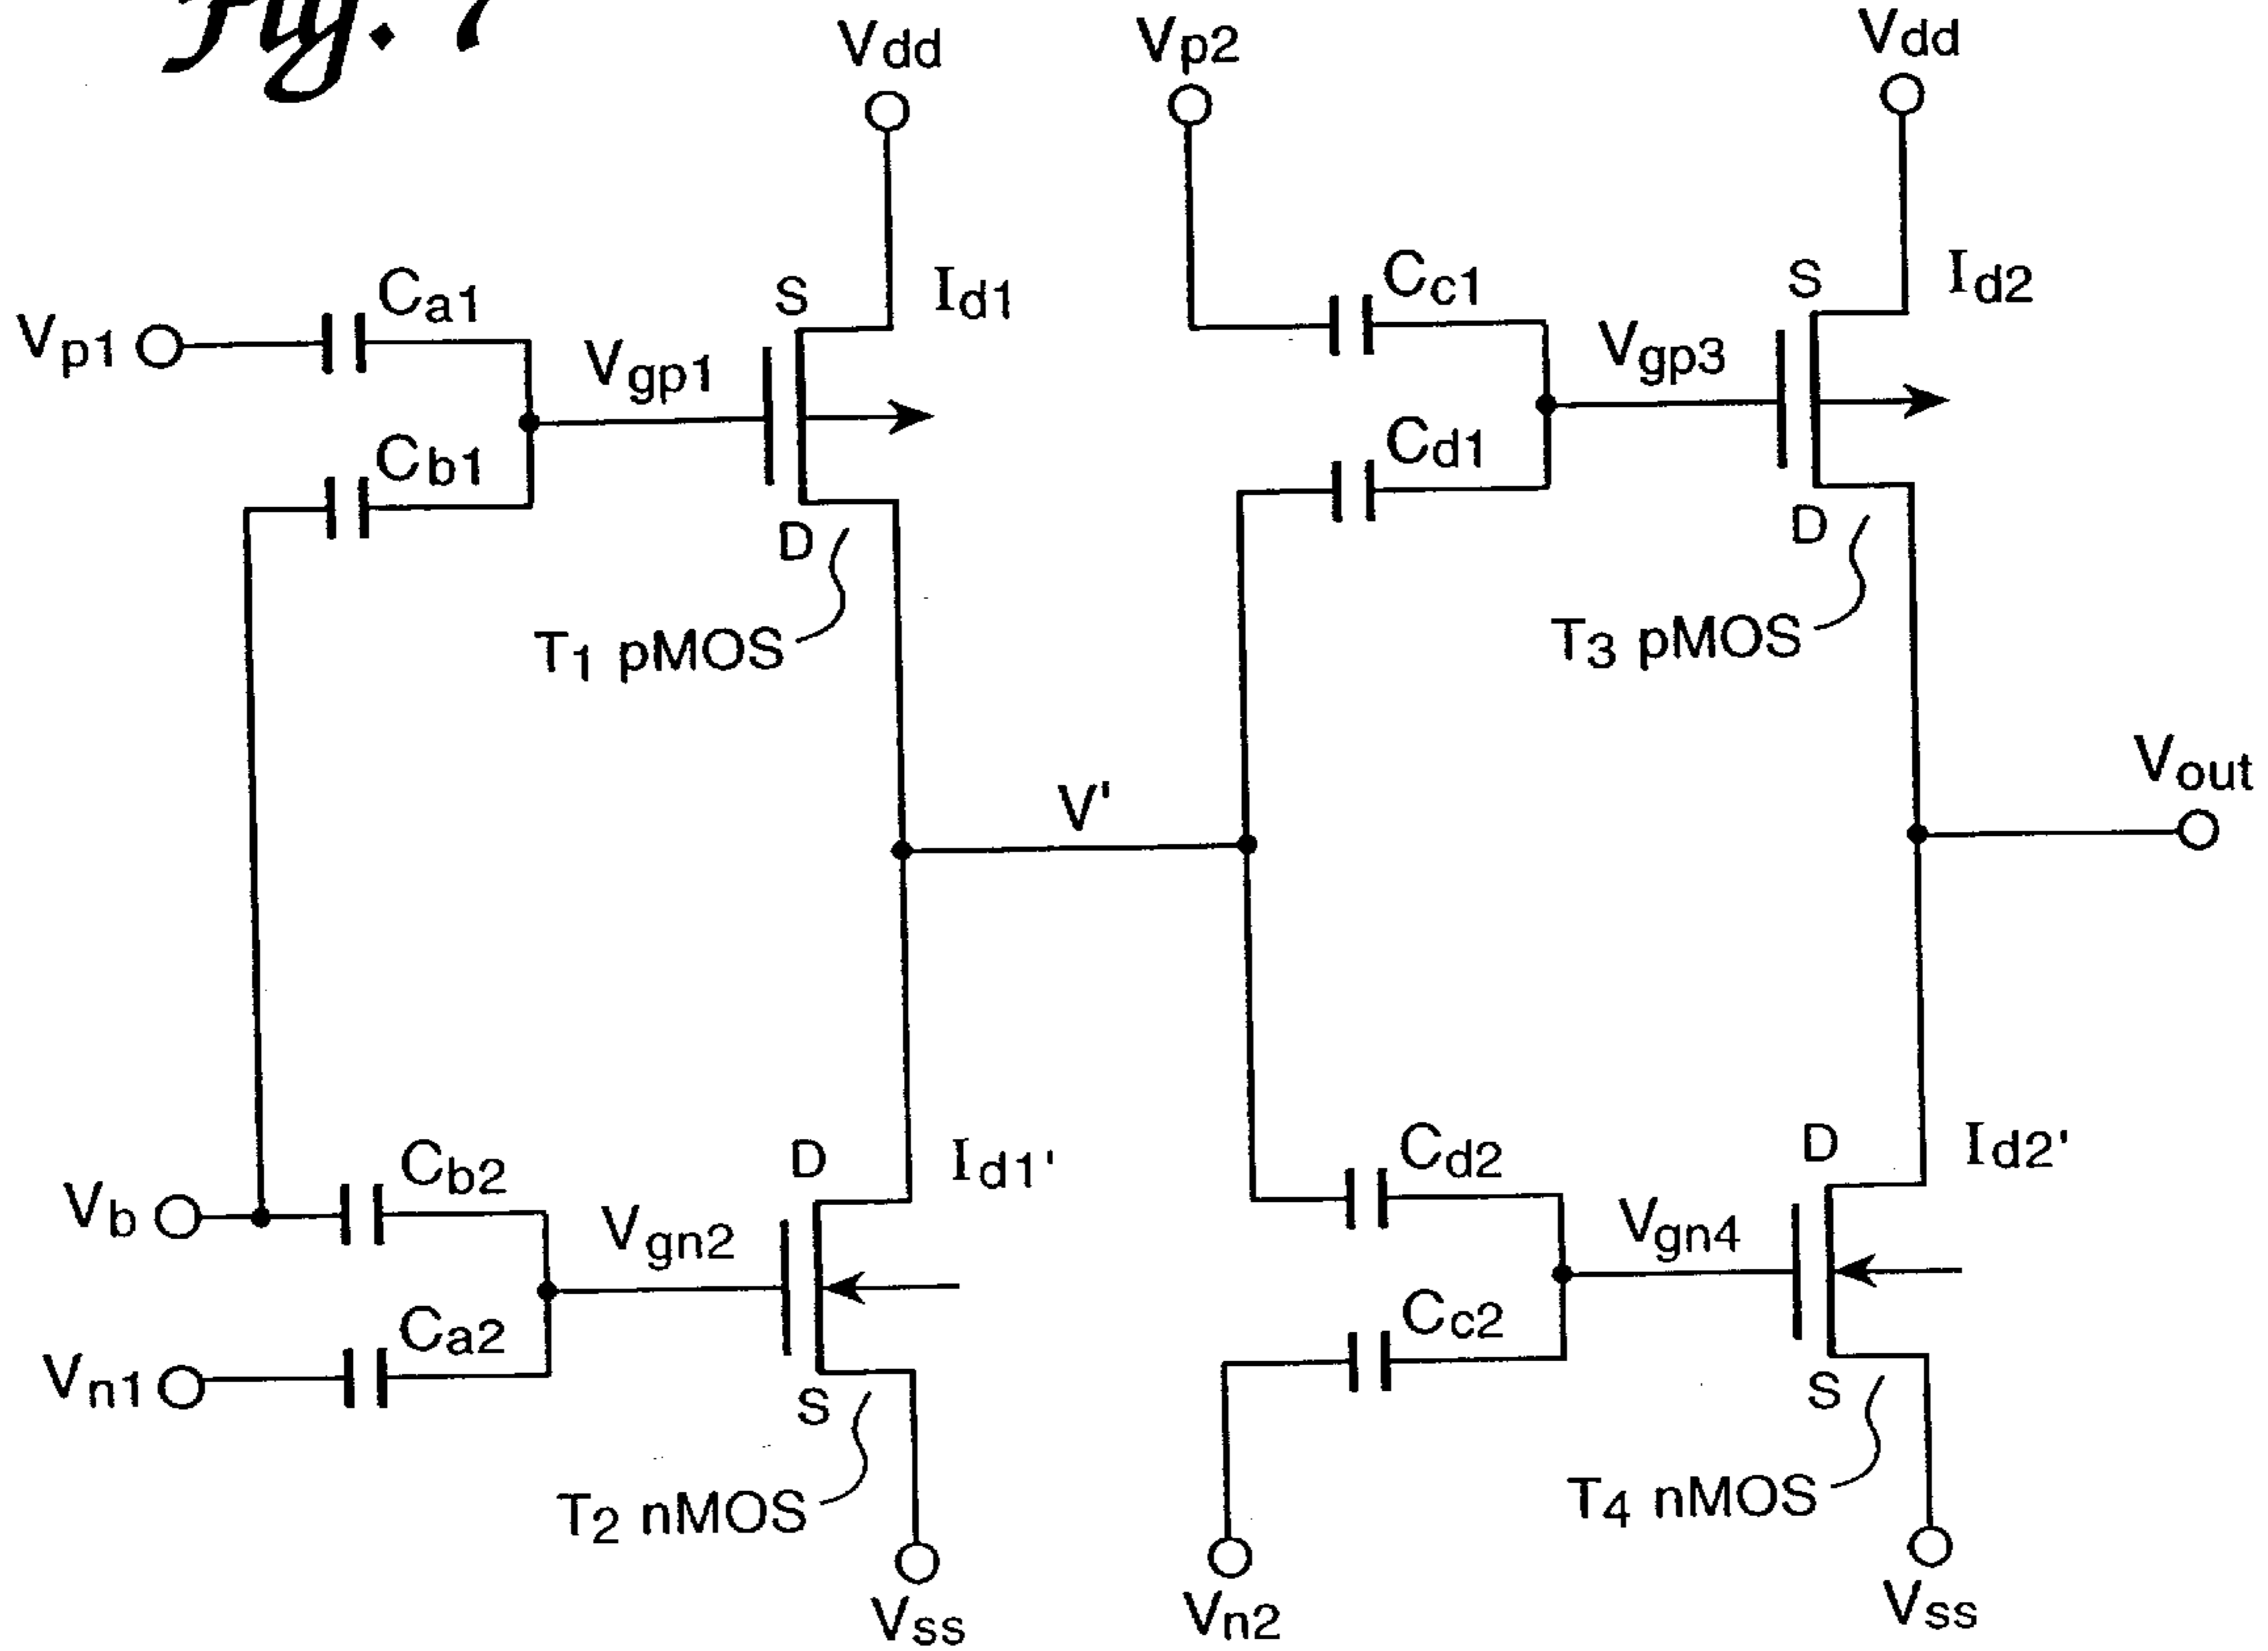 Fig. 7
Vdd
Vp2
Vdd
Vp1
Ca1
Vgp1
S
Id1
Cc1
Vgp3
S
Id2
Cb1
Cd1
D
D
T1 pMOS
T3 pMOS
V'
Vout
Vb
Cb2
Vgn2
D
Id1'
Cd2
Vgn4
D
Id2'
Vn1
Ca2
S
Cc2
S
T2 nMOS
T4 nMOS
Vss
Vn2
Vss